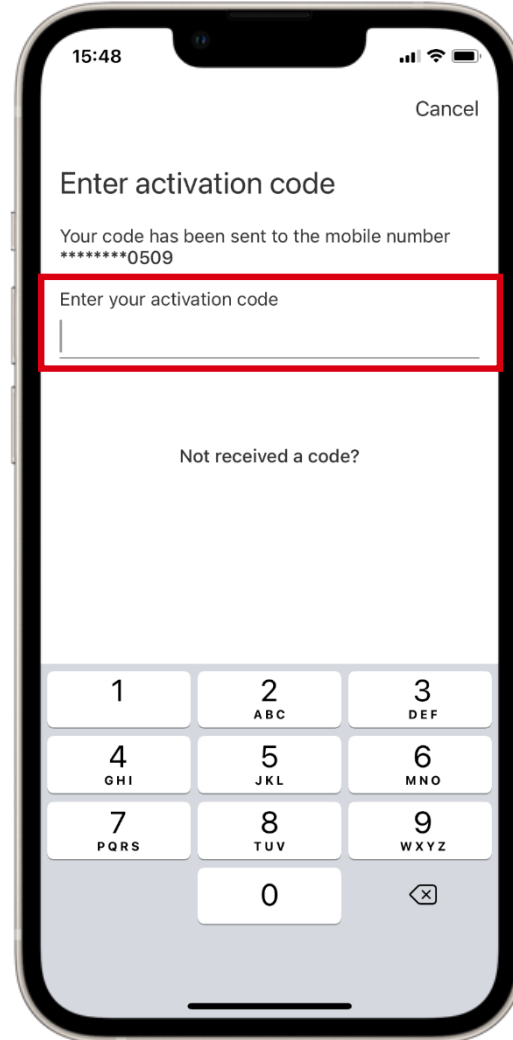 15:48
Cancel
Enter activation code
Your code has been sent to the mobile number
********0509
Enter your activation code
Not received a code?
1
2
ABC
3
DEF
4
GHI
5
JKL
6
MNO
7
PQRS
8
TUV
9
WXYZ
0